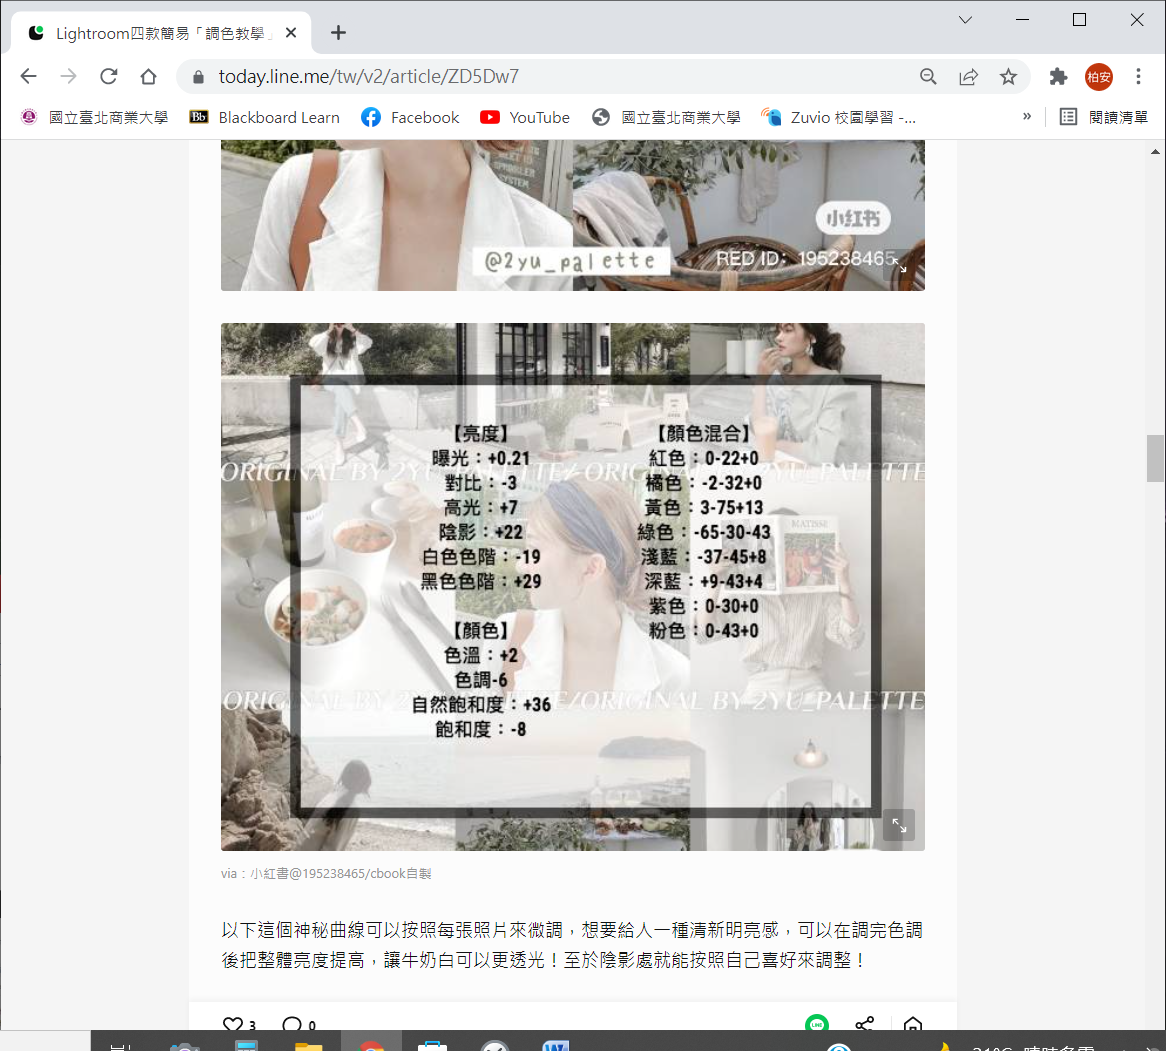 Lightroom四款簡易「調色教學」
today.line.me/tw/v2/article/ZD5Dw7
柏安
國立臺北商業大學
Bb
Blackboard Learn
Facebook
YouTube
國立臺北商業大學
Zuvio 校園學習 -...
»
閱讀清單
MEET US
SPRINKLER
SYSTEM
小红书
@2yu_palette
RED ID: 195238465
【亮度】
曝光：+0.21
對比：-3
高光：+7
陰影：+22
白色色階：-19
黑色色階：+29
【顏色】
色溫：+2
色調-6
自然飽和度：+36
飽和度：-8
【顏色混合】
紅色：0-22+0
橘色：-2-32+0
黃色：3-75+13
綠色：-65-30-43
淺藍：-37-45+8
深藍：+9-43+4
紫色：0-30+0
粉色：0-43+0
ORIGINAL BY 2YU_PALETTE/ORIGINAL BY 2YU_PALETTE
MATISSE
ORIGINAL BY 2YU_PALETTE/ORIGINAL BY 2YU_PALETTE
via：小紅書@195238465/cbook自製
以下這個神秘曲線可以按照每張照片來微調，想要給人一種清新明亮感，可以在調完色調
後把整體亮度提高，讓牛奶白可以更透光！至於陰影處就能按照自己喜好來調整！
3
0
LINE